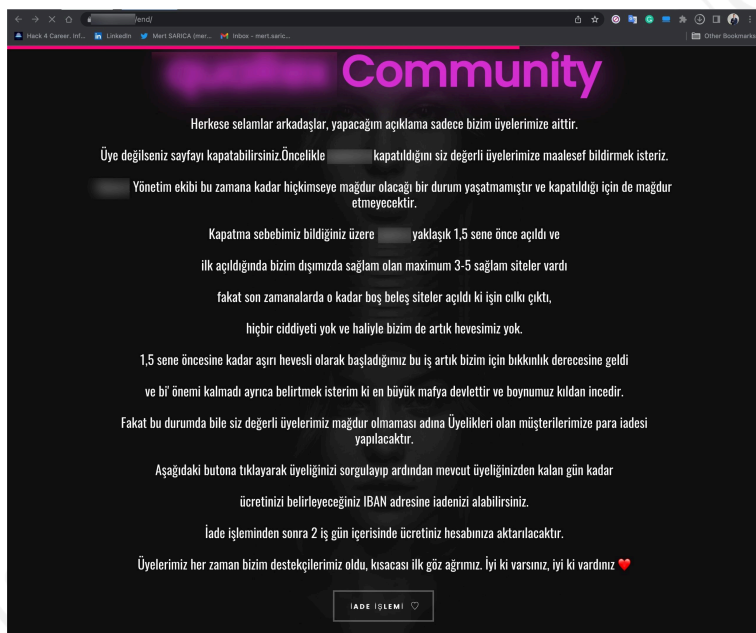 /end/
Hack 4 Career. Inf...
LinkedIn
Mert SARICA (mer...
Inbox - mert.saric...
Other Bookmarks
Community
Herkese selamlar arkadaşlar, yapacağım açıklama sadece bizim üyelerimize aittir.
Üye değilseniz sayfayı kapatabilirsiniz.Öncelikle kapatıldığını siz değerli üyelerimize maalesef bildirmek isteriz.
Yönetim ekibi bu zamana kadar hiçkimseye mağdur olacağı bir durum yaşatmamıştır ve kapatıldığı için de mağdur
etmeyecektir.
Kapatma sebebimiz bildiğiniz üzere yaklaşık 1,5 sene önce açıldı ve
ilk açıldığında bizim dışımızda sağlam olan maximum 3-5 sağlam siteler vardı
fakat son zamanalarda o kadar boş beleş siteler açıldı ki işin cılkı çıktı,
hiçbir ciddiyeti yok ve haliyle bizim de artık hevesimiz yok.
1,5 sene öncesine kadar aşırı hevesli olarak başladığımız bu iş artık bizim için bıkkınlık derecesine geldi
ve bi' önemi kalmadı ayrıca belirtmek isterim ki en büyük mafya devlettir ve boynumuz kıldan incedir.
Fakat bu durumda bile siz değerli üyelerimiz mağdur olmaması adına Üyelikleri olan müşterilerimize para iadesi
yapılacaktır.
Aşağıdaki butona tıklayarak üyeliğinizi sorgulayıp ardından mevcut üyeliğinizden kalan gün kadar
ücretinizi belirleyeceğiniz IBAN adresine iadenizi alabilirsiniz.
İade işleminden sonra 2 iş gün içerisinde ücretiniz hesabınıza aktarılacaktır.
Üyelerimiz her zaman bizim destekçilerimiz oldu, kısacası ilk göz ağrımız. İyi ki varsınız, iyi ki vardınız ❤️
İADE İŞLEMİ ♡